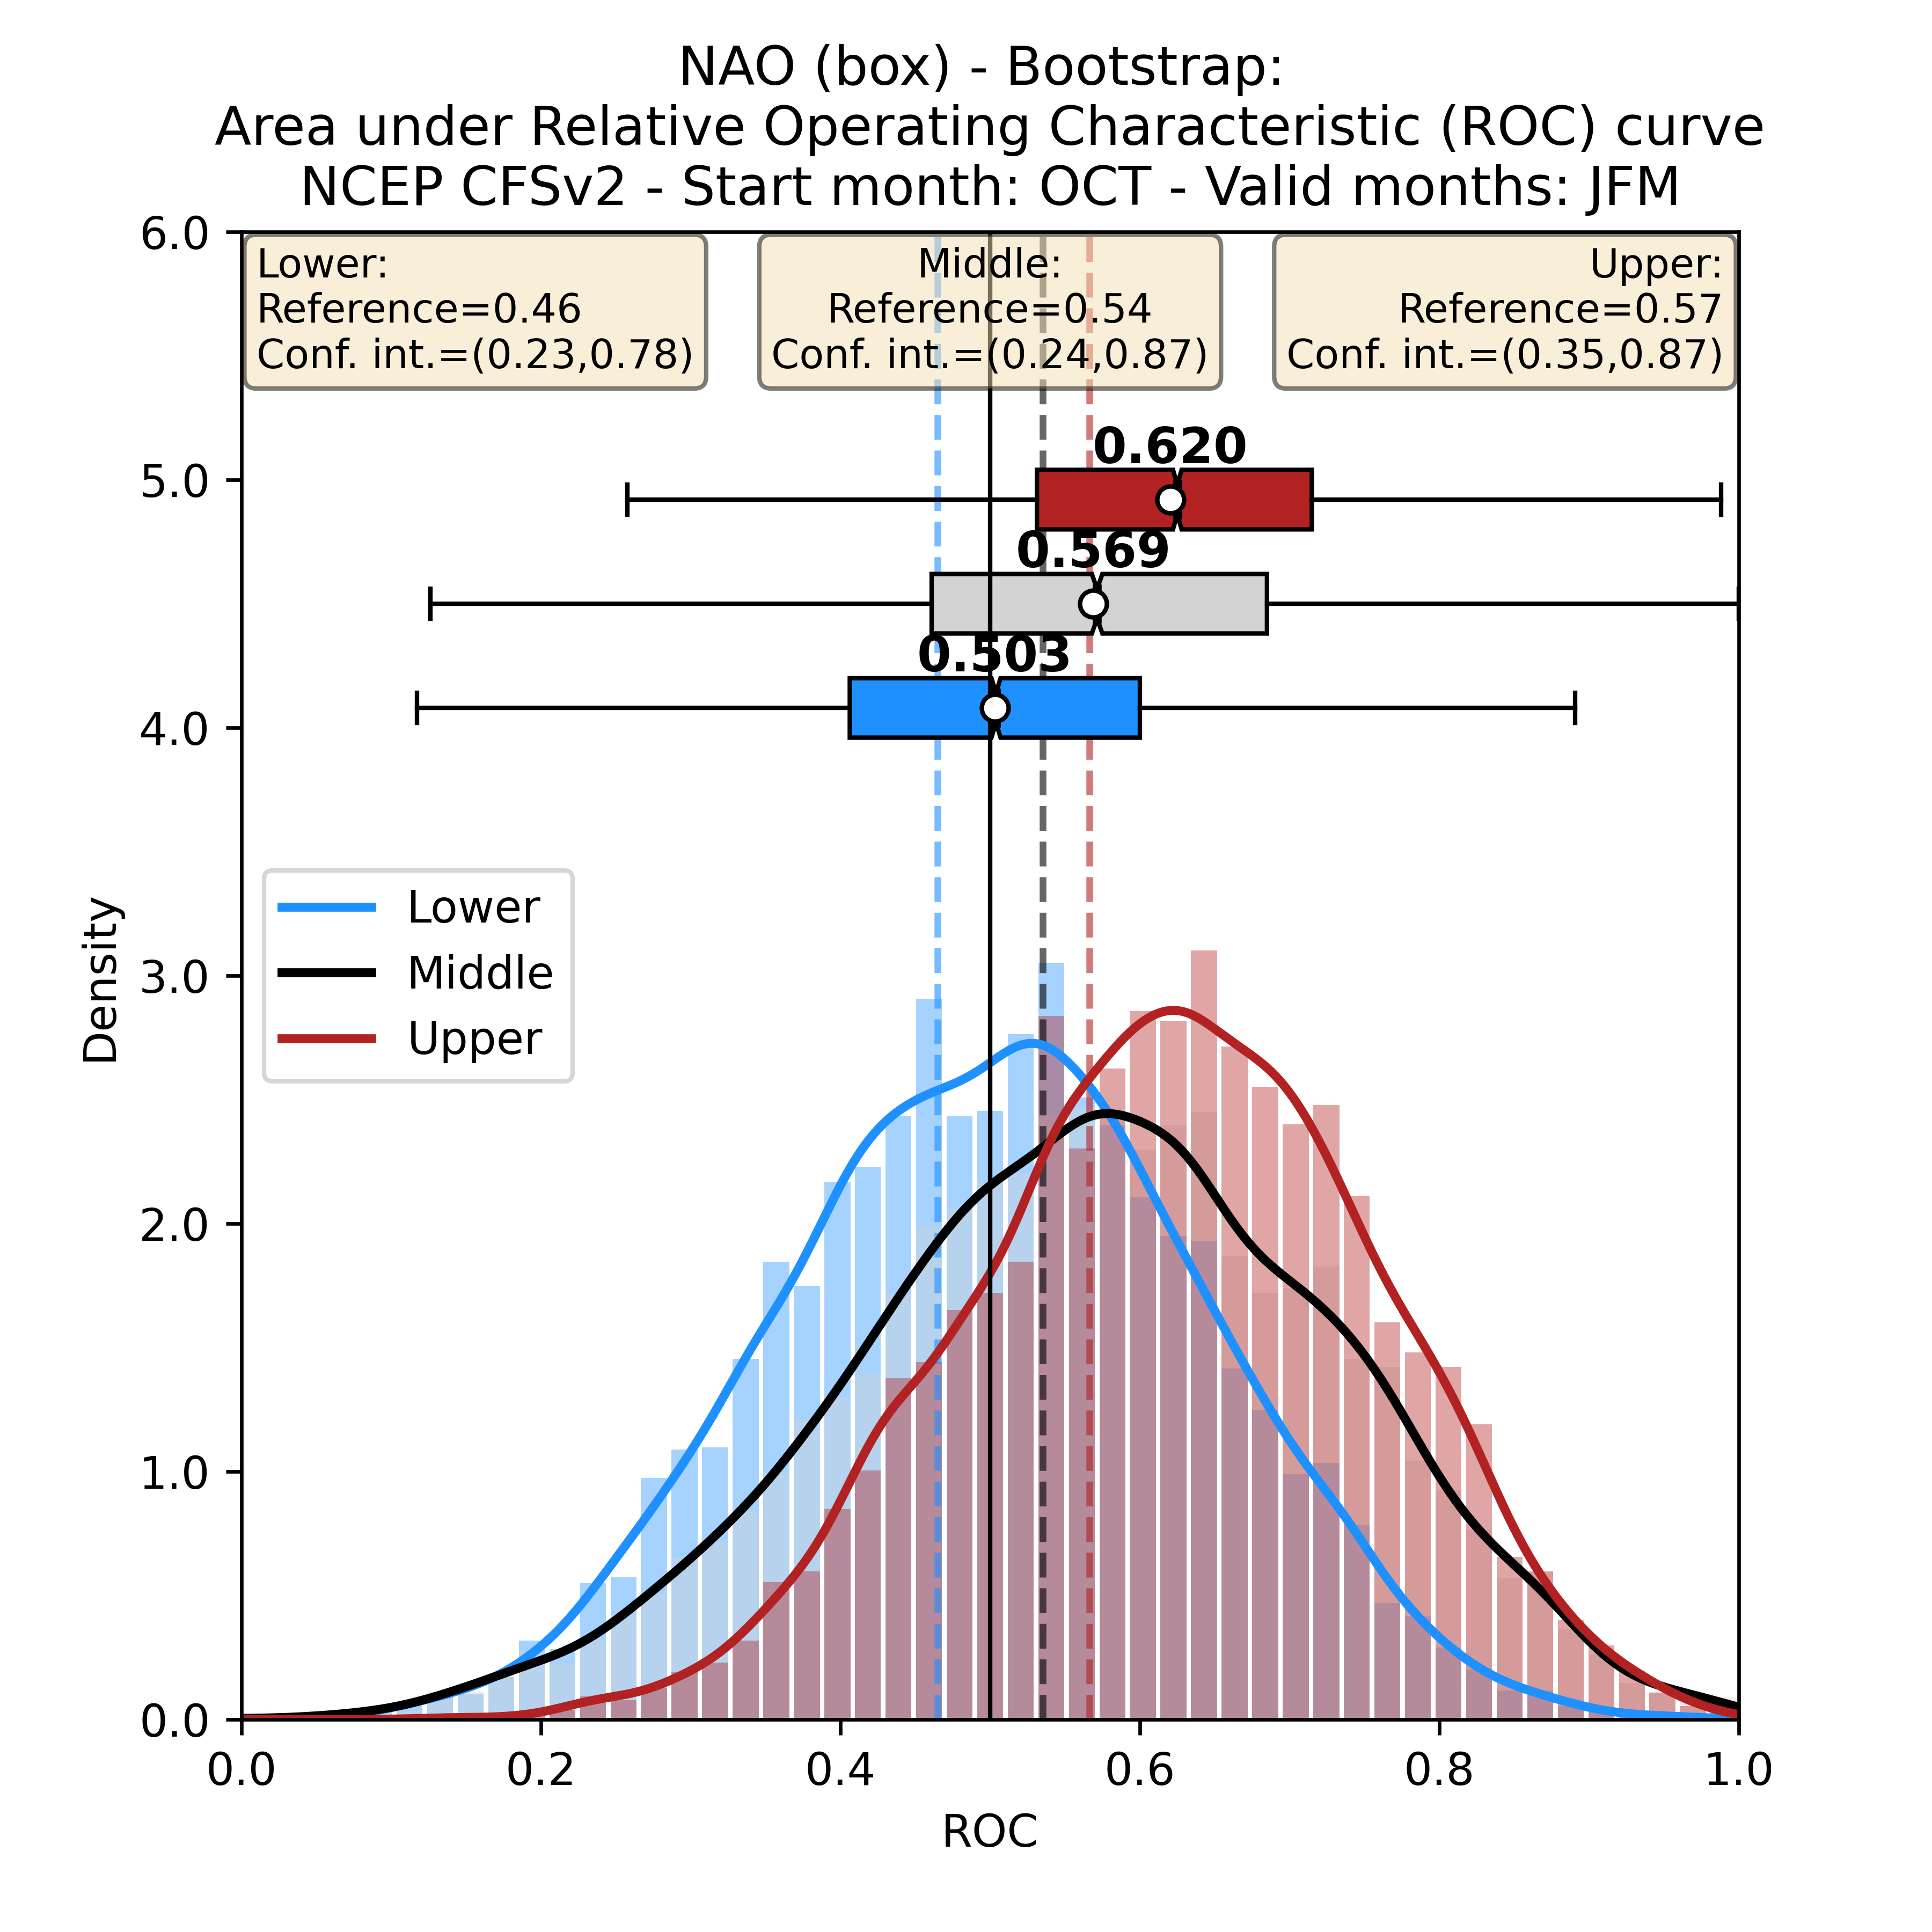 NAO (box) - Bootstrap:
Area under Relative Operating Characteristic (ROC) curve
NCEP CFSv2 - Start month: OCT - Valid months: JFM
Lower:
Reference=0.46
Conf. int.=(0.23,0.78)
Middle:
Reference=0.54
Conf. int.=(0.24,0.87)
Upper:
Reference=0.57
Conf. int.=(0.35,0.87)
0.620
0.569
0.503
Lower
Middle
Upper
Density
6.0
5.0
4.0
3.0
2.0
1.0
0.0
0.0 0.2 0.4 0.6 0.8 1.0
ROC